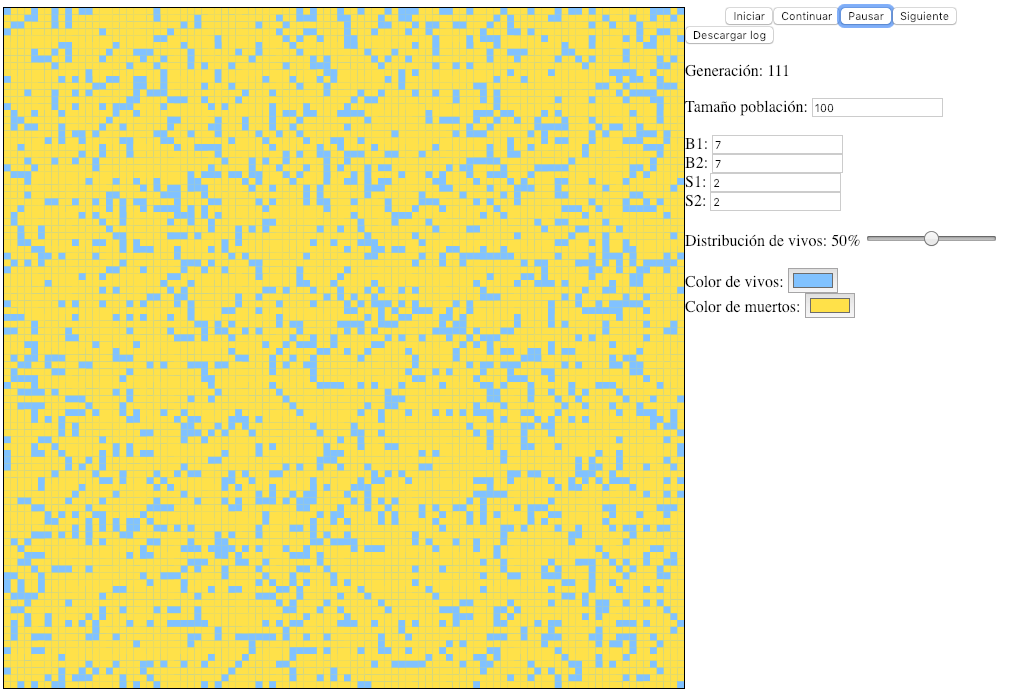 Iniciar Continuar Pausar Siguiente
Descargar log
Generación: 111
Tamaño población: 100
B1: 7
B2: 7
S1: 2
S2: 2
Distribución de vivos: 50%
Color de vivos:
Color de muertos: